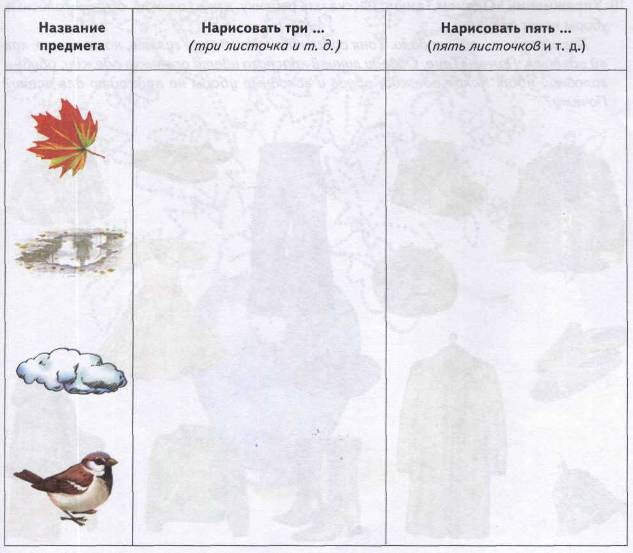 Название
предмета
Нарисовать три ...
(три листочка и т. д.)
Нарисовать пять ...
(пять листочков и т. д.)